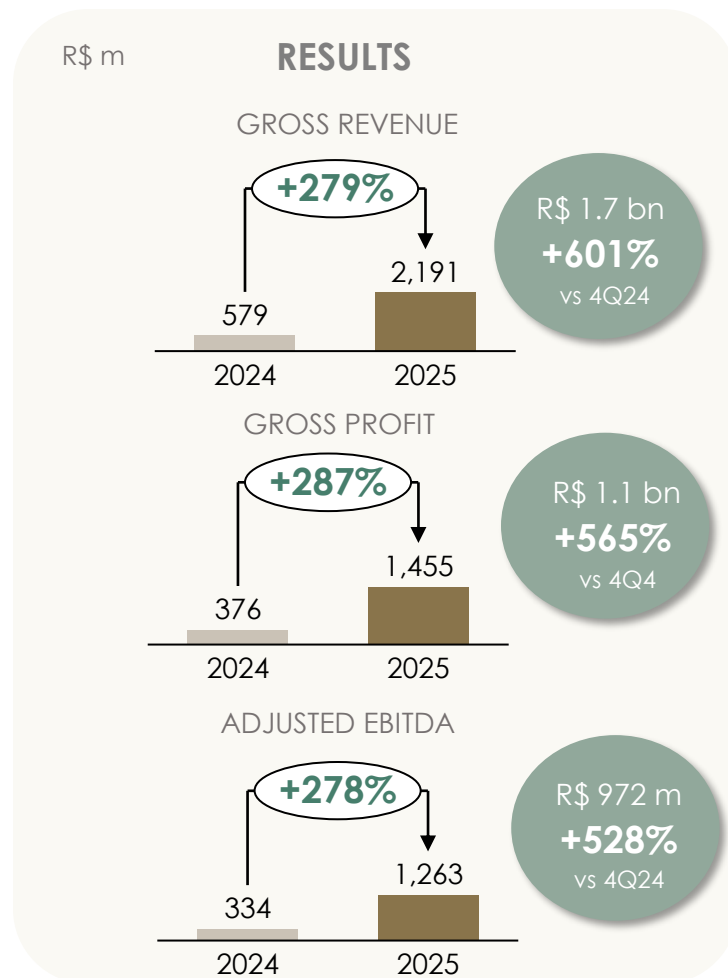 R$ m
RESULTS
GROSS REVENUE
+279%
R$ 1.7 bn
+601%
vs 4Q24
2,191
579
2024
2025
GROSS PROFIT
+287%
R$ 1.1 bn
+565%
vs 4Q4
1,455
376
2024
2025
ADJUSTED EBITDA
+278%
R$ 972 m
+528%
vs 4Q24
1,263
334
2024
2025